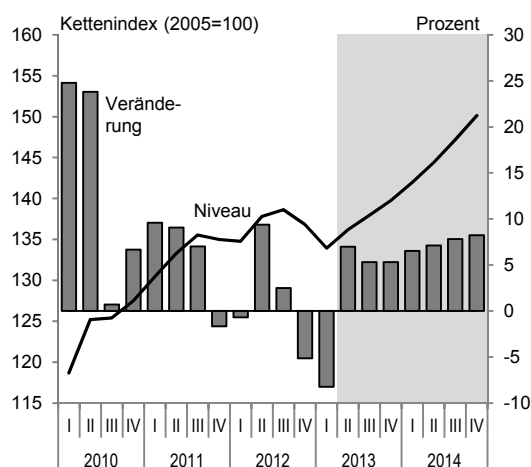 Kettenindex (2005=100) Prozent
160 30
155 25
150 20
145 15
140 10
135 5
130 0
125 -5
120 -10
115
Verände-
rung
Niveau
I II III IV I II III IV I II III IV I II III IV I II III IV
2010 2011 2012 2013 2014